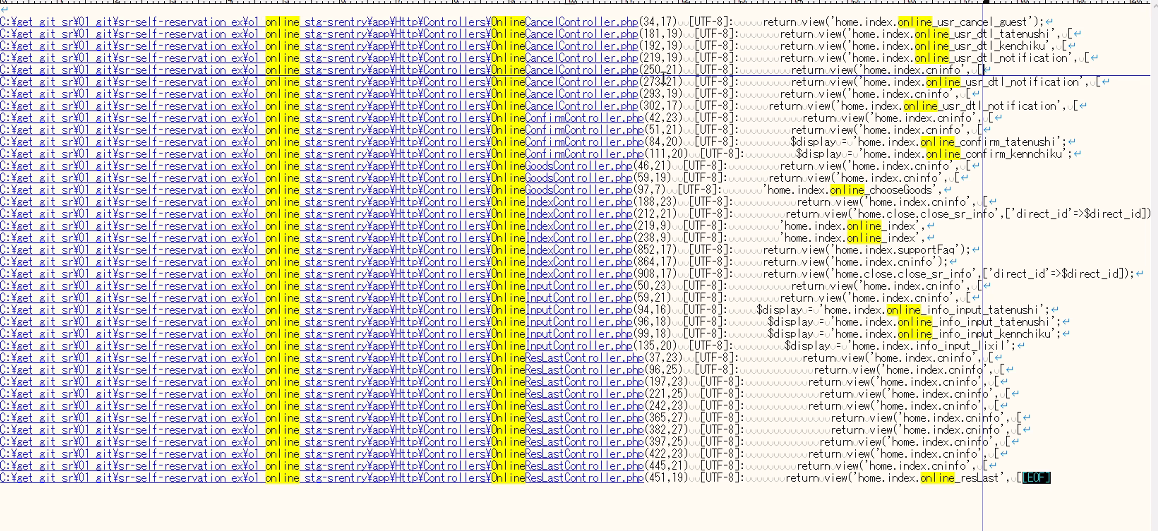 C:¥get_git_sr¥01_git¥sr-self-reservation_ex¥ol_online_stg-srentry¥app¥Http¥Controllers¥OnlineCancelController.php(34,17) [UTF-8]: return view('home.index.online_usr_cancel_guest');
C:¥get_git_sr¥01_git¥sr-self-reservation_ex¥ol_online_stg-srentry¥app¥Http¥Controllers¥OnlineCancelController.php(181,19) [UTF-8]: return view('home.index.online_usr_dtl_tatenushi', [
C:¥get_git_sr¥01_git¥sr-self-reservation_ex¥ol_online_stg-srentry¥app¥Http¥Controllers¥OnlineCancelController.php(192,19) [UTF-8]: return view('home.index.online_usr_dtl_kenchiku', [
C:¥get_git_sr¥01_git¥sr-self-reservation_ex¥ol_online_stg-srentry¥app¥Http¥Controllers¥OnlineCancelController.php(219,19) [UTF-8]: return view('home.index.online_usr_dtl_notification', [
C:¥get_git_sr¥01_git¥sr-self-reservation_ex¥ol_online_stg-srentry¥app¥Http¥Controllers¥OnlineCancelController.php(250,21) [UTF-8]: return view('home.index.cninfo', [
C:¥get_git_sr¥01_git¥sr-self-reservation_ex¥ol_online_stg-srentry¥app¥Http¥Controllers¥OnlineCancelController.php(273,21) [UTF-8]: return view('home.index.online_usr_dtl_notification', [
C:¥get_git_sr¥01_git¥sr-self-reservation_ex¥ol_online_stg-srentry¥app¥Http¥Controllers¥OnlineCancelController.php(293,19) [UTF-8]: return view('home.index.cninfo', [
C:¥get_git_sr¥01_git¥sr-self-reservation_ex¥ol_online_stg-srentry¥app¥Http¥Controllers¥OnlineCancelController.php(302,17) [UTF-8]: return view('home.index.online_usr_dtl_notification', [
C:¥get_git_sr¥01_git¥sr-self-reservation_ex¥ol_online_stg-srentry¥app¥Http¥Controllers¥OnlineConfirmController.php(42,23) [UTF-8]: return view('home.index.cninfo', [
C:¥get_git_sr¥01_git¥sr-self-reservation_ex¥ol_online_stg-srentry¥app¥Http¥Controllers¥OnlineConfirmController.php(51,21) [UTF-8]: return view('home.index.cninfo', [
C:¥get_git_sr¥01_git¥sr-self-reservation_ex¥ol_online_stg-srentry¥app¥Http¥Controllers¥OnlineConfirmController.php(84,20) [UTF-8]: $display = 'home.index.online_confirm_tatenushi';
C:¥get_git_sr¥01_git¥sr-self-reservation_ex¥ol_online_stg-srentry¥app¥Http¥Controllers¥OnlineConfirmController.php(111,20) [UTF-8]: $display = 'home.index.online_confirm_kennchiku';
C:¥get_git_sr¥01_git¥sr-self-reservation_ex¥ol_online_stg-srentry¥app¥Http¥Controllers¥OnlineGoodsController.php(46,21) [UTF-8]: return view('home.index.cninfo', [
C:¥get_git_sr¥01_git¥sr-self-reservation_ex¥ol_online_stg-srentry¥app¥Http¥Controllers¥OnlineGoodsController.php(59,19) [UTF-8]: return view('home.index.cninfo', [
C:¥get_git_sr¥01_git¥sr-self-reservation_ex¥ol_online_stg-srentry¥app¥Http¥Controllers¥OnlineGoodsController.php(97,7) [UTF-8]: 'home.index.online_chooseGoods',
C:¥get_git_sr¥01_git¥sr-self-reservation_ex¥ol_online_stg-srentry¥app¥Http¥Controllers¥OnlineIndexController.php(188,23) [UTF-8]: return view('home.index.cninfo', [
C:¥get_git_sr¥01_git¥sr-self-reservation_ex¥ol_online_stg-srentry¥app¥Http¥Controllers¥OnlineIndexController.php(212,21) [UTF-8]: return view('home.close.close_sr_info',['direct_id'=>$direct_id])
C:¥get_git_sr¥01_git¥sr-self-reservation_ex¥ol_online_stg-srentry¥app¥Http¥Controllers¥OnlineIndexController.php(219,9) [UTF-8]: 'home.index.online_index',
C:¥get_git_sr¥01_git¥sr-self-reservation_ex¥ol_online_stg-srentry¥app¥Http¥Controllers¥OnlineIndexController.php(238,9) [UTF-8]: 'home.index.online_index',
C:¥get_git_sr¥01_git¥sr-self-reservation_ex¥ol_online_stg-srentry¥app¥Http¥Controllers¥OnlineIndexController.php(852,17) [UTF-8]: return view('home.index.supportFaq');
C:¥get_git_sr¥01_git¥sr-self-reservation_ex¥ol_online_stg-srentry¥app¥Http¥Controllers¥OnlineIndexController.php(864,17) [UTF-8]: return view('home.index.cninfo');
C:¥get_git_sr¥01_git¥sr-self-reservation_ex¥ol_online_stg-srentry¥app¥Http¥Controllers¥OnlineIndexController.php(908,17) [UTF-8]: return view('home.close.close_sr_info',['direct_id'=>$direct_id]);
C:¥get_git_sr¥01_git¥sr-self-reservation_ex¥ol_online_stg-srentry¥app¥Http¥Controllers¥OnlineInputController.php(50,23) [UTF-8]: return view('home.index.cninfo', [
C:¥get_git_sr¥01_git¥sr-self-reservation_ex¥ol_online_stg-srentry¥app¥Http¥Controllers¥OnlineInputController.php(59,21) [UTF-8]: return view('home.index.cninfo', [
C:¥get_git_sr¥01_git¥sr-self-reservation_ex¥ol_online_stg-srentry¥app¥Http¥Controllers¥OnlineInputController.php(94,16) [UTF-8]: $display = 'home.index.online_info_input_tatenushi';
C:¥get_git_sr¥01_git¥sr-self-reservation_ex¥ol_online_stg-srentry¥app¥Http¥Controllers¥OnlineInputController.php(96,18) [UTF-8]: $display = 'home.index.online_info_input_tatenushi';
C:¥get_git_sr¥01_git¥sr-self-reservation_ex¥ol_online_stg-srentry¥app¥Http¥Controllers¥OnlineInputController.php(99,18) [UTF-8]: $display = 'home.index.online_info_input_kennchiku';
C:¥get_git_sr¥01_git¥sr-self-reservation_ex¥ol_online_stg-srentry¥app¥Http¥Controllers¥OnlineInputController.php(135,20) [UTF-8]: $display = 'home.index.info_input_lixil';
C:¥get_git_sr¥01_git¥sr-self-reservation_ex¥ol_online_stg-srentry¥app¥Http¥Controllers¥OnlineResLastController.php(37,23) [UTF-8]: return view('home.index.cninfo', [
C:¥get_git_sr¥01_git¥sr-self-reservation_ex¥ol_online_stg-srentry¥app¥Http¥Controllers¥OnlineResLastController.php(96,25) [UTF-8]: return view('home.index.cninfo', [
C:¥get_git_sr¥01_git¥sr-self-reservation_ex¥ol_online_stg-srentry¥app¥Http¥Controllers¥OnlineResLastController.php(197,23) [UTF-8]: return view('home.index.cninfo', [
C:¥get_git_sr¥01_git¥sr-self-reservation_ex¥ol_online_stg-srentry¥app¥Http¥Controllers¥OnlineResLastController.php(231,25) [UTF-8]: return view('home.index.cninfo', [
C:¥get_git_sr¥01_git¥sr-self-reservation_ex¥ol_online_stg-srentry¥app¥Http¥Controllers¥OnlineResLastController.php(242,23) [UTF-8]: return view('home.index.cninfo', [
C:¥get_git_sr¥01_git¥sr-self-reservation_ex¥ol_online_stg-srentry¥app¥Http¥Controllers¥OnlineResLastController.php(365,27) [UTF-8]: return view('home.index.cninfo', [
C:¥get_git_sr¥01_git¥sr-self-reservation_ex¥ol_online_stg-srentry¥app¥Http¥Controllers¥OnlineResLastController.php(382,27) [UTF-8]: return view('home.index.cninfo', [
C:¥get_git_sr¥01_git¥sr-self-reservation_ex¥ol_online_stg-srentry¥app¥Http¥Controllers¥OnlineResLastController.php(397,25) [UTF-8]: return view('home.index.cninfo', [
C:¥get_git_sr¥01_git¥sr-self-reservation_ex¥ol_online_stg-srentry¥app¥Http¥Controllers¥OnlineResLastController.php(422,23) [UTF-8]: return view('home.index.cninfo', [
C:¥get_git_sr¥01_git¥sr-self-reservation_ex¥ol_online_stg-srentry¥app¥Http¥Controllers¥OnlineResLastController.php(445,21) [UTF-8]: return view('home.index.cninfo', [
C:¥get_git_sr¥01_git¥sr-self-reservation_ex¥ol_online_stg-srentry¥app¥Http¥Controllers¥OnlineResLastController.php(451,19) [UTF-8]: return view('home.index.online_resLast', [[EOF]